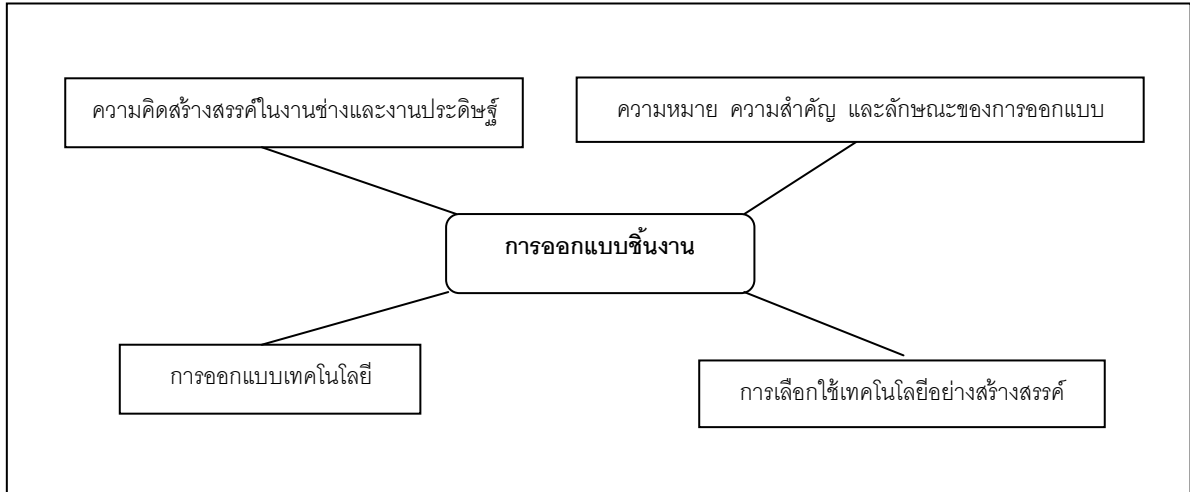 ความคิดสร้างสรรค์ในงานช่างและงานประดิษฐ์
ความหมาย ความสำคัญ และลักษณะของการออกแบบ
การออกแบบชิ้นงาน
การออกแบบเทคโนโลยี
การเลือกใช้เทคโนโลยีอย่างสร้างสรรค์